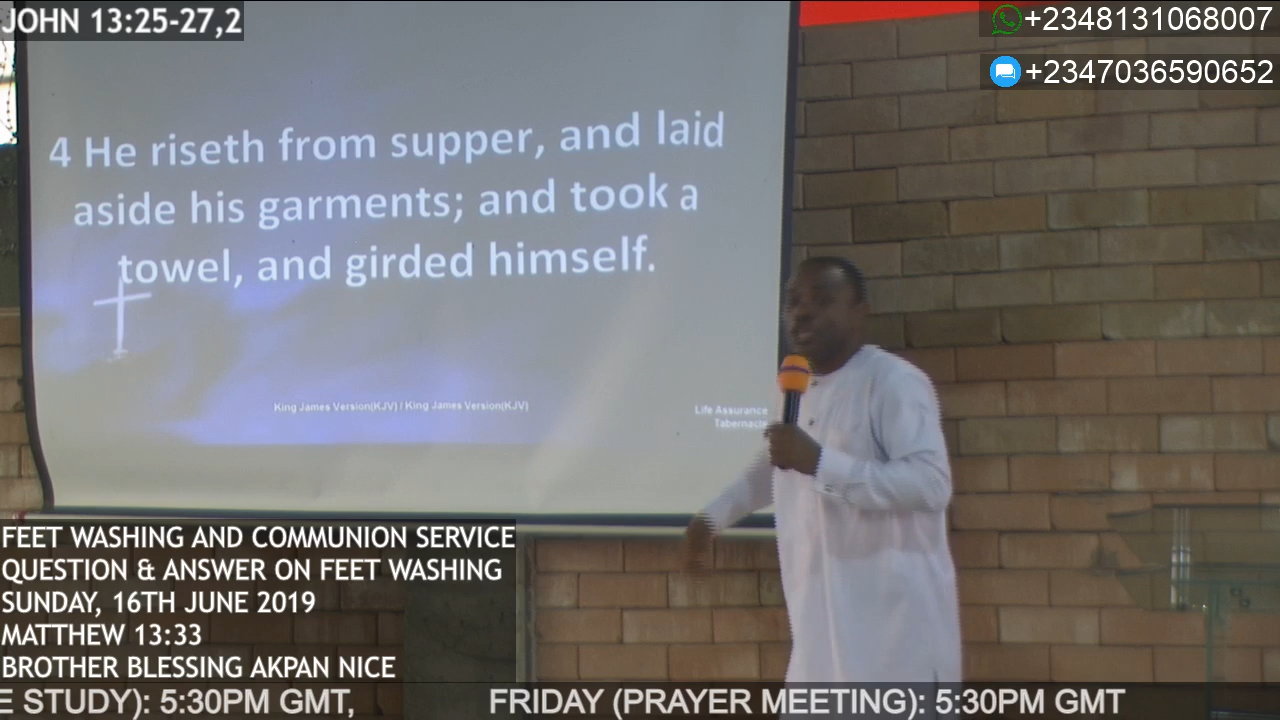 JOHN 13:25-27,2
+2348131068007
+2347036590652
4 He riseth from supper, and laid
aside his garments; and took a
towel, and girded himself.
King James Version(KJV) / King James Version(KJV)
Life Assurance
Tabernacle
FEET WASHING AND COMMUNION SERVICE
QUESTION & ANSWER ON FEET WASHING
SUNDAY, 16TH JUNE 2019
MATTHEW 13:33
BROTHER BLESSING AKPAN NICE
E STUDY): 5:30PM GMT, FRIDAY (PRAYER MEETING): 5:30PM GMT